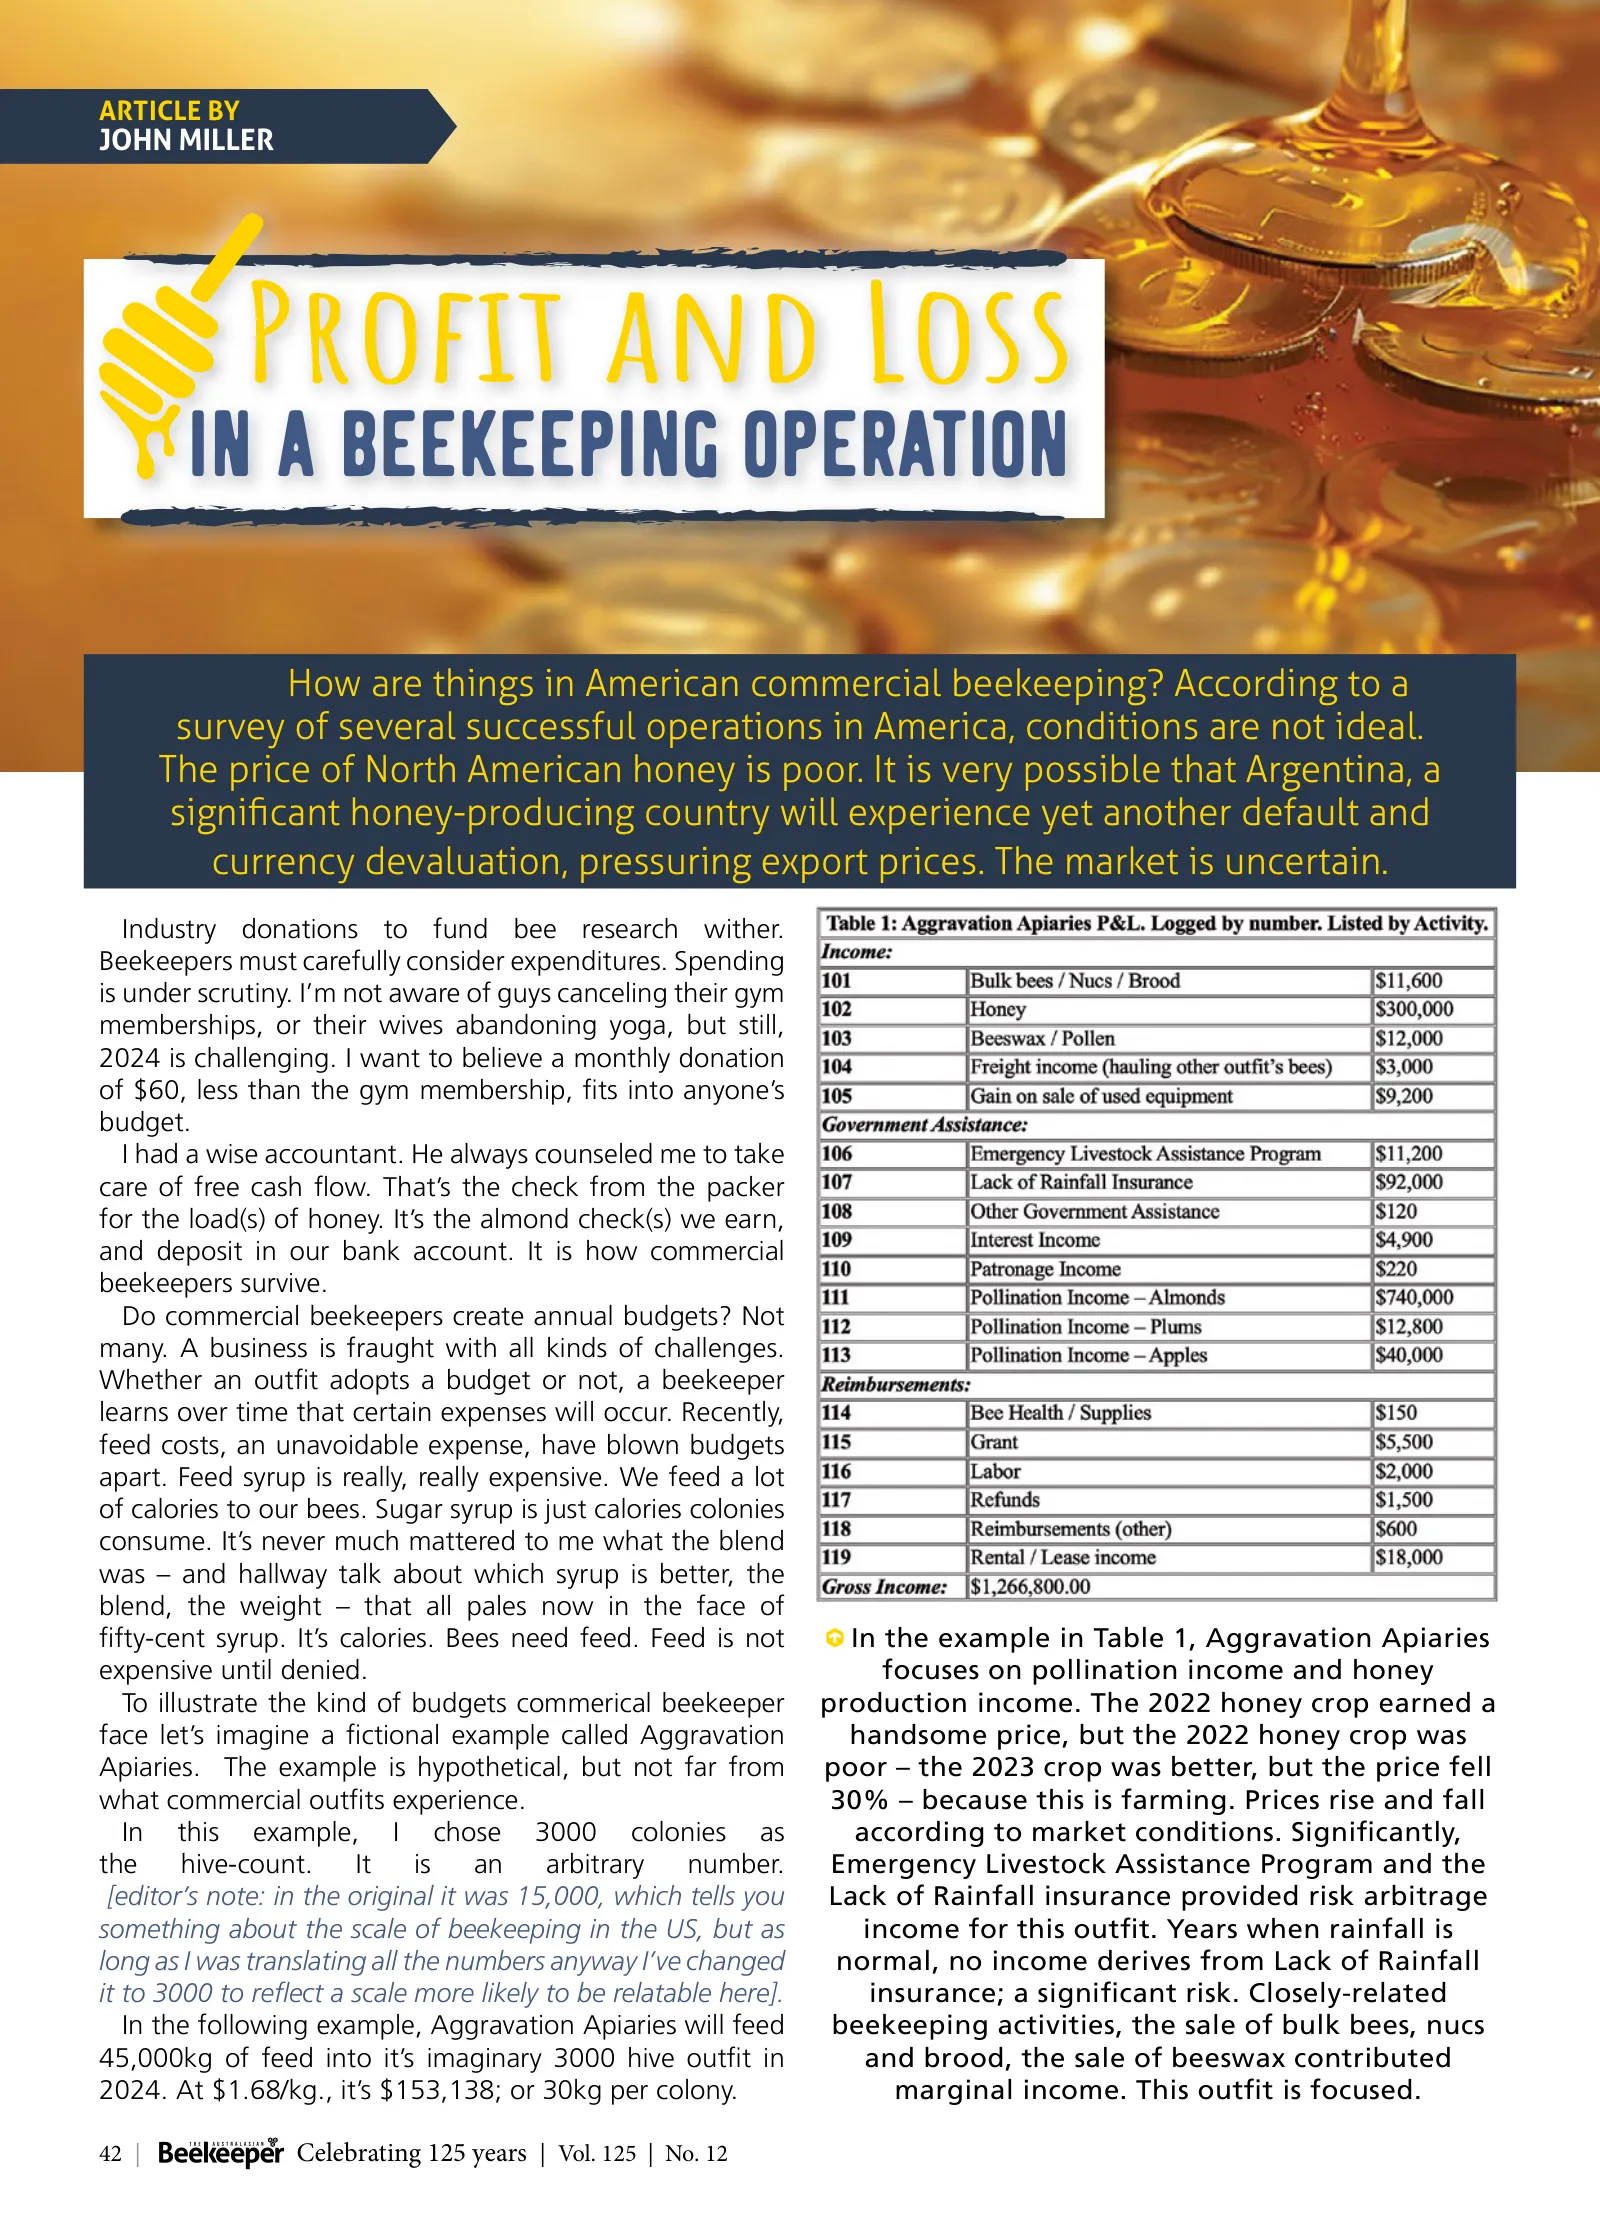 ARTICLE BY
JOHN MILLER
PROFIT AND LOSS
IN A BEEKEEPING OPERATION
How are things in American commercial beekeeping? According to a
survey of several successful operations in America, conditions are not ideal.
The price of North American honey is poor. It is very possible that Argentina, a
significant honey-producing country will experience yet another default and
currency devaluation, pressuring export prices. The market is uncertain.
Industry donations to fund bee research wither.
Beekeepers must carefully consider expenditures. Spending
is under scrutiny. I'm not aware of guys canceling their gym
memberships, or their wives abandoning yoga, but still,
2024 is challenging. I want to believe a monthly donation
of $60, less than the gym membership, fits into anyone's
budget.
I had a wise accountant. He always counseled me to take
care of free cash flow. That's the check from the packer
for the load(s) of honey. It's the almond check(s) we earn,
and deposit in our bank account. It is how commercial
beekeepers survive.
Do commercial beekeepers create annual budgets? Not
many. A business is fraught with all kinds of challenges.
Whether an outfit adopts a budget or not, a beekeeper
learns over time that certain expenses will occur. Recently,
feed costs, an unavoidable expense, have blown budgets
apart. Feed syrup is really, really expensive. We feed a lot
of calories to our bees. Sugar syrup is just calories colonies
consume. It's never much mattered to me what the blend
was – and hallway talk about which syrup is better, the
blend, the weight – that all pales now in the face of
fifty-cent syrup. It's calories. Bees need feed. Feed is not
expensive until denied.
To illustrate the kind of budgets commerical beekeeper
face let's imagine a fictional example called Aggravation
Apiaries. The example is hypothetical, but not far from
what commercial outfits experience.
In this example, I chose 3000 colonies as
the hive-count. It is an arbitrary number.
[editor's note: in the original it was 15,000, which tells you
something about the scale of beekeeping in the US, but as
long as I was translating all the numbers anyway I've changed
it to 3000 to reflect a scale more likely to be relatable here].
In the following example, Aggravation Apiaries will feed
45,000kg of feed into it's imaginary 3000 hive outfit in
2024. At $1.68/kg., it's $153,138; or 30kg per colony.
Table 1: Aggravation Apiaries P&L. Logged by number. Listed by Activity.
Income:
101 Bulk bees / Nucs / Brood $11,600
102 Honey $300,000
103 Beeswax / Pollen $12,000
104 Freight income (hauling other outfit's bees) $3,000
105 Gain on sale of used equipment $9,200
Government Assistance:
106 Emergency Livestock Assistance Program $11,200
107 Lack of Rainfall Insurance $92,000
108 Other Government Assistance $120
109 Interest Income $4,900
110 Patronage Income $220
111 Pollination Income – Almonds $740,000
112 Pollination Income – Plums $12,800
113 Pollination Income – Apples $40,000
Reimbursements:
114 Bee Health / Supplies $150
115 Grant $5,500
116 Labor $2,000
117 Refunds $1,500
118 Reimbursements (other) $600
119 Rental / Lease income $18,000
Gross Income: $1,266,800.00
In the example in Table 1, Aggravation Apiaries
focuses on pollination income and honey
production income. The 2022 honey crop earned a
handsome price, but the 2022 honey crop was
poor – the 2023 crop was better, but the price fell
30% – because this is farming. Prices rise and fall
according to market conditions. Significantly,
Emergency Livestock Assistance Program and the
Lack of Rainfall insurance provided risk arbitrage
income for this outfit. Years when rainfall is
normal, no income derives from Lack of Rainfall
insurance; a significant risk. Closely-related
beekeeping activities, the sale of bulk bees, nucs
and brood, the sale of beeswax contributed
marginal income. This outfit is focused.
42 | THE AUSTRALASIAN Beekeeper Celebrating 125 years | Vol. 125 | No. 12